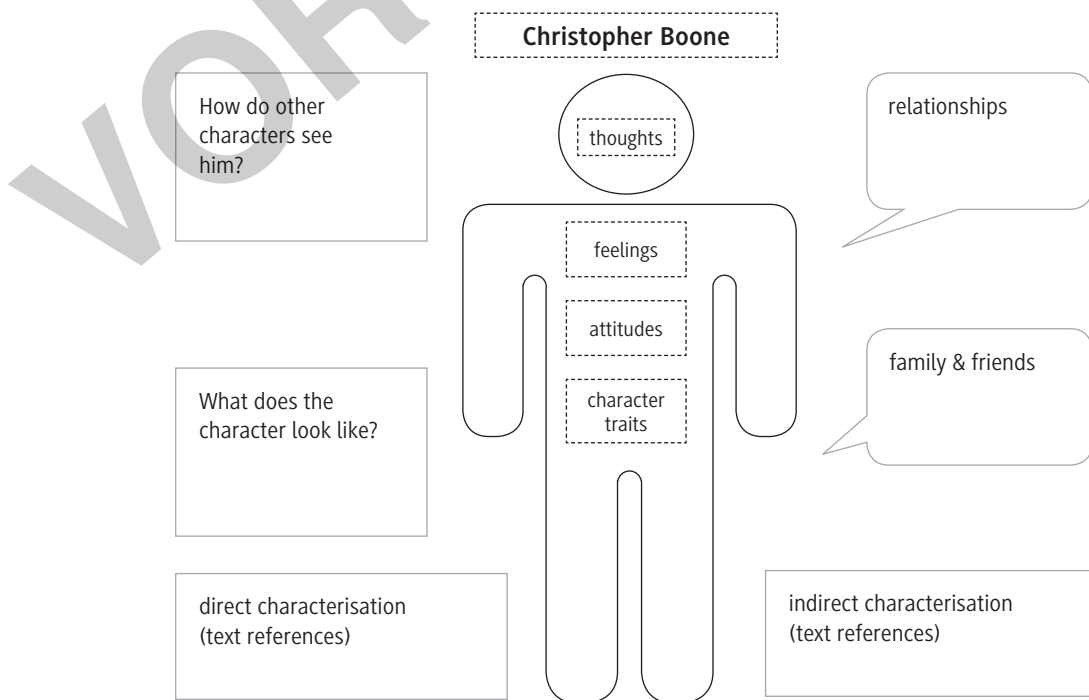 Christopher Boone
How do other
characters see
him?
thoughts
relationships
feelings
attitudes
family & friends
What does the
character look like?
character
traits
direct characterisation
(text references)
indirect characterisation
(text references)
VOR